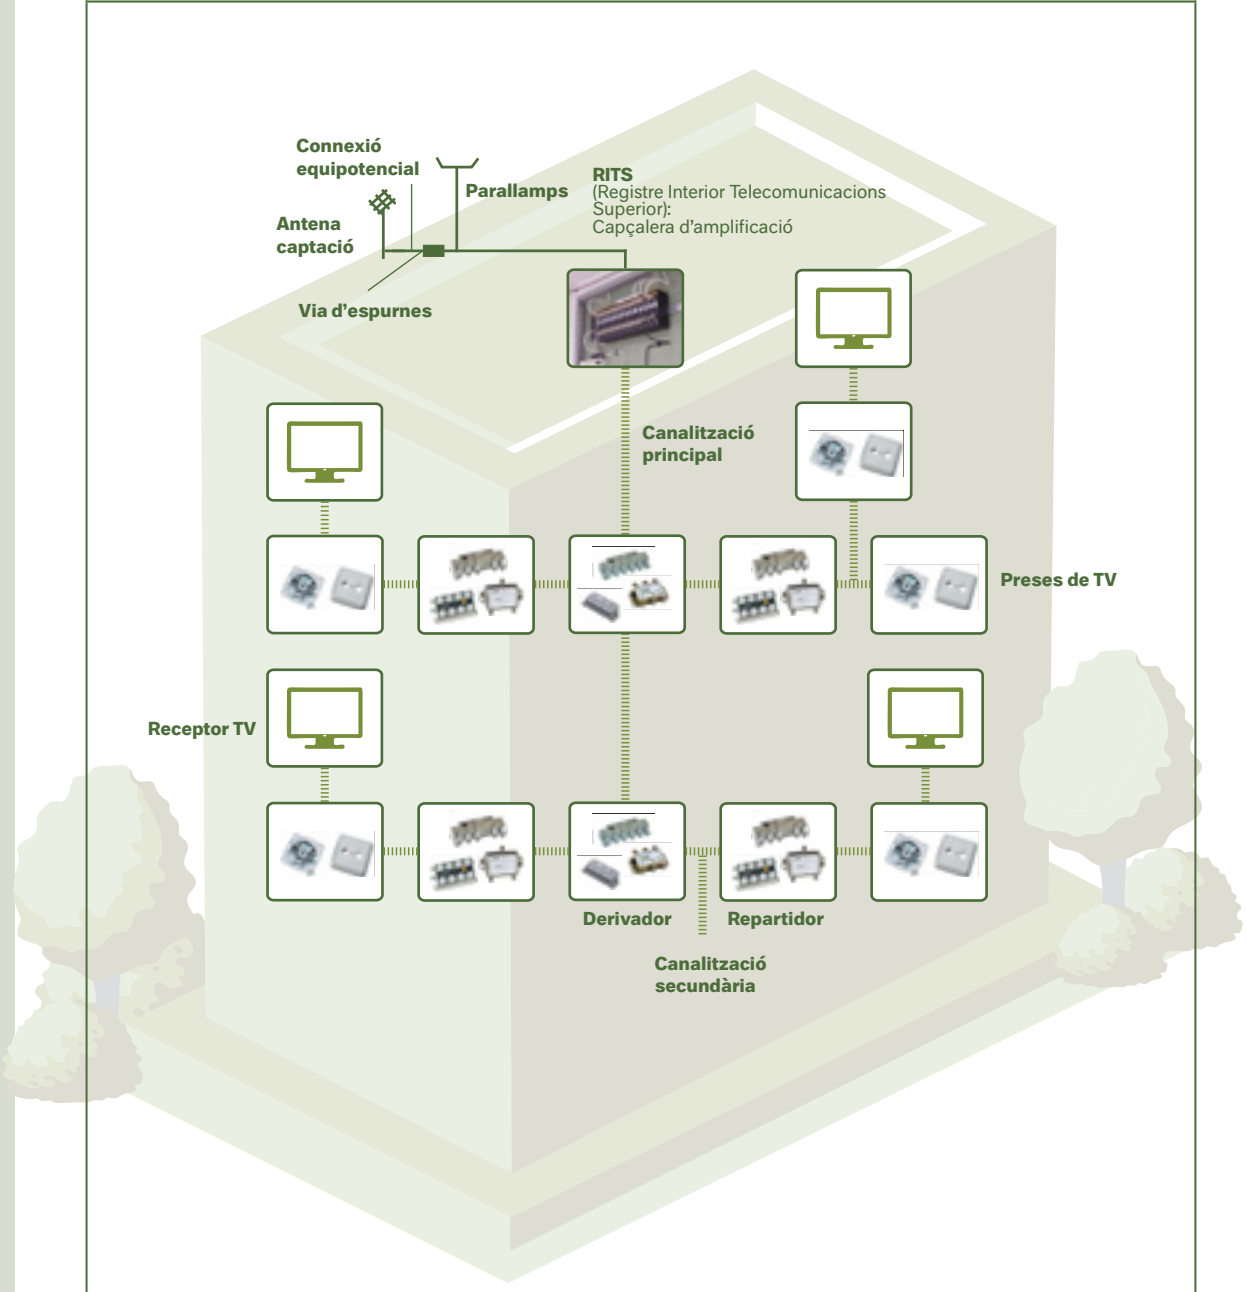 Connexió
equipotencial
Parallamps
RITS
(Registre Interior Telecomunicacions
Superior):
Capçalera d'amplificació
Antena
captació
Via d'espurnes
Canalització
principal
Preses de TV
Receptor TV
Derivador
Repartidor
Canalització
secundària